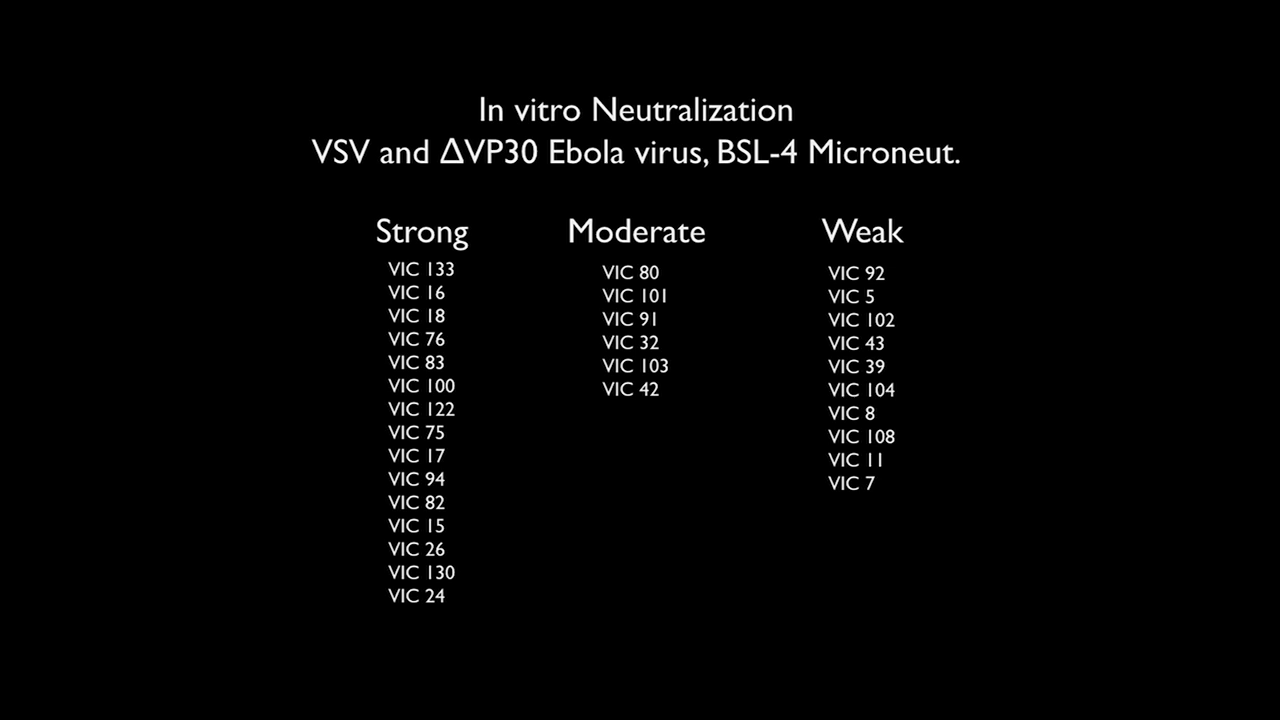 In vitro Neutralization
VSV and ΔVP30 Ebola virus, BSL-4 Microneut.
Strong
VIC 133
VIC 16
VIC 18
VIC 76
VIC 83
VIC 100
VIC 122
VIC 75
VIC 17
VIC 94
VIC 82
VIC 15
VIC 26
VIC 130
VIC 24
Moderate
VIC 80
VIC 101
VIC 91
VIC 32
VIC 103
VIC 42
Weak
VIC 92
VIC 5
VIC 102
VIC 43
VIC 39
VIC 104
VIC 8
VIC 108
VIC 11
VIC 7